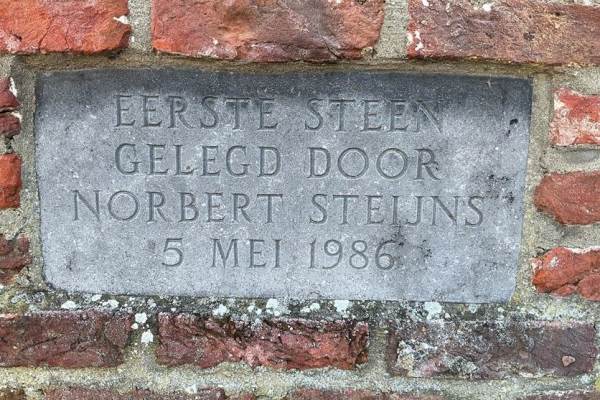 EERSTE STEEN
GELEGD DOOR
NORBERT STEIJNS
5 MEI 1986